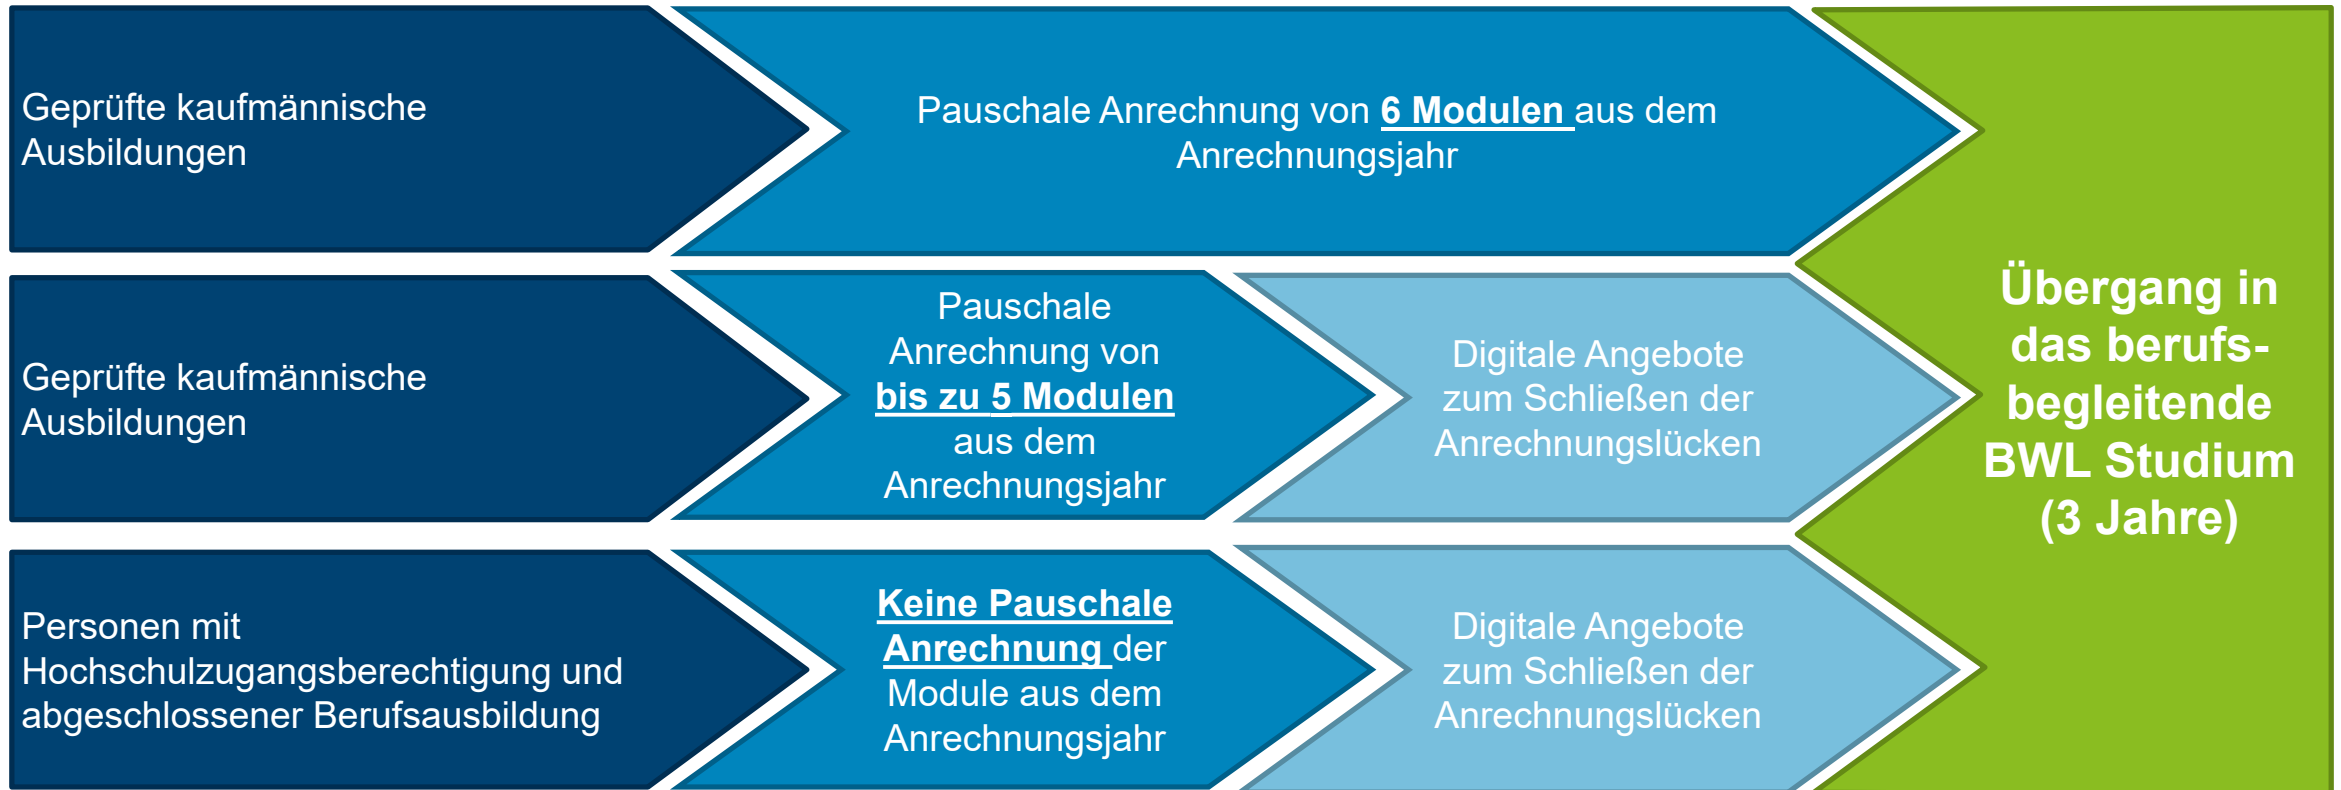 Geprüfte kaufmännische
Ausbildungen
Pauschale Anrechnung von 6 Modulen aus dem
Anrechnungsjahr
Geprüfte kaufmännische
Ausbildungen
Pauschale
Anrechnung von
bis zu 5 Modulen
aus dem
Anrechnungsjahr
Digitale Angebote
zum Schließen der
Anrechnungslücken
Personen mit
Hochschulzugangsberechtigung und
abgeschlossener Berufsausbildung
Keine Pauschale
Anrechnung der
Module aus dem
Anrechnungsjahr
Digitale Angebote
zum Schließen der
Anrechnungslücken
Übergang in
das berufs-
begleitende
BWL Studium
(3 Jahre)